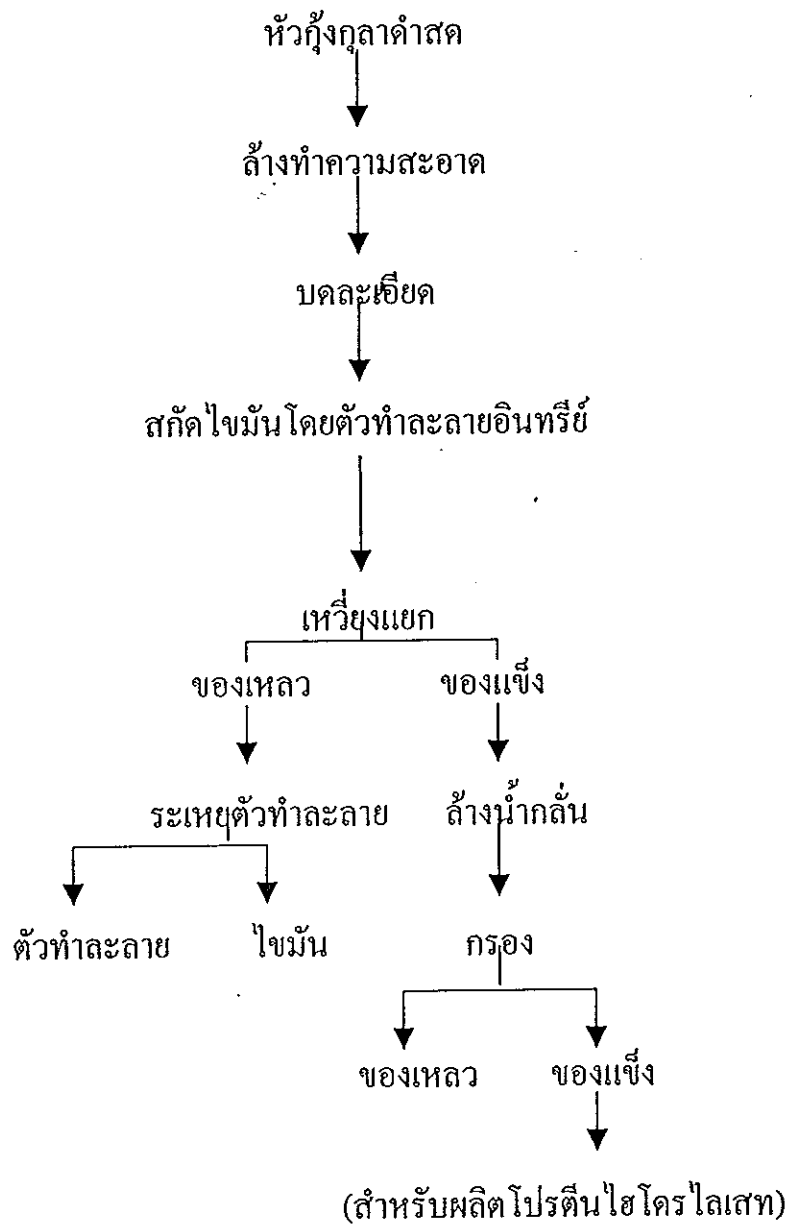 หัวกุ้งกุลาดำสด
ล้างทำความสะอาด
บดละเอียด
สกัดไขมันโดยตัวทำละลายอินทรีย์
เหวี่ยงแยก
ของเหลว ของแข็ง
ระเหยตัวทำละลาย ล้างน้ำกลั่น
ตัวทำละลาย ไขมัน กรอง
ของเหลว ของแข็ง
(สำหรับผลิตโปรตีนไฮโดรไลเสท)